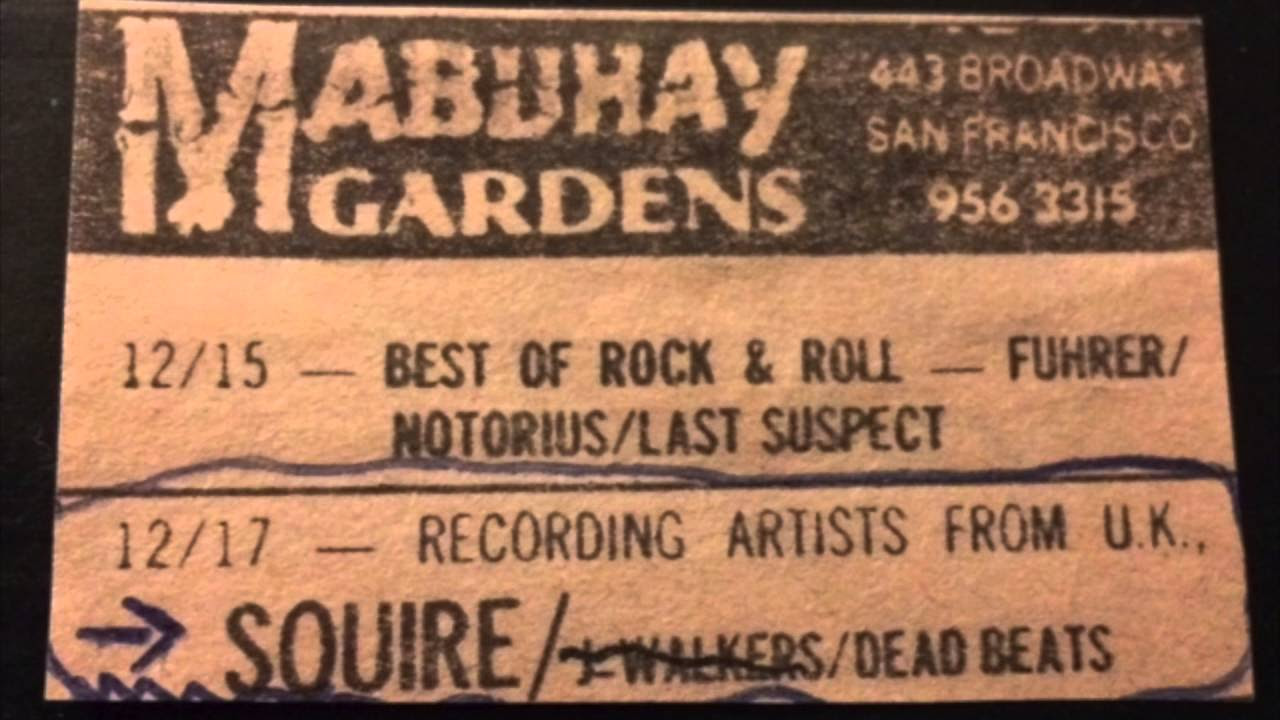 MABUHAY
GARDENS
443 BROADWAY
SAN FRANCISCO
956 3315
12/15 — BEST OF ROCK & ROLL — FUHRER/
NOTORIUS/LAST SUSPECT
12/17 — RECORDING ARTISTS FROM U.K.,
→ SQUIRE/ WALKERS/DEAD BEATS